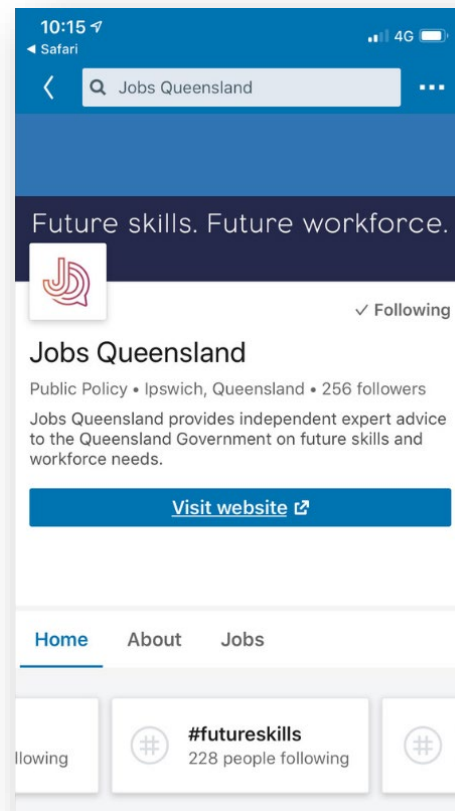 10:15
4G
Safari
Jobs Queensland
Future skills. Future workforce.
Following
Jobs Queensland
Public Policy • Ipswich, Queensland • 256 followers
Jobs Queensland provides independent expert advice
to the Queensland Government on future skills and
workforce needs.
Visit website
Home About Jobs
#futureskills
llowing 228 people following